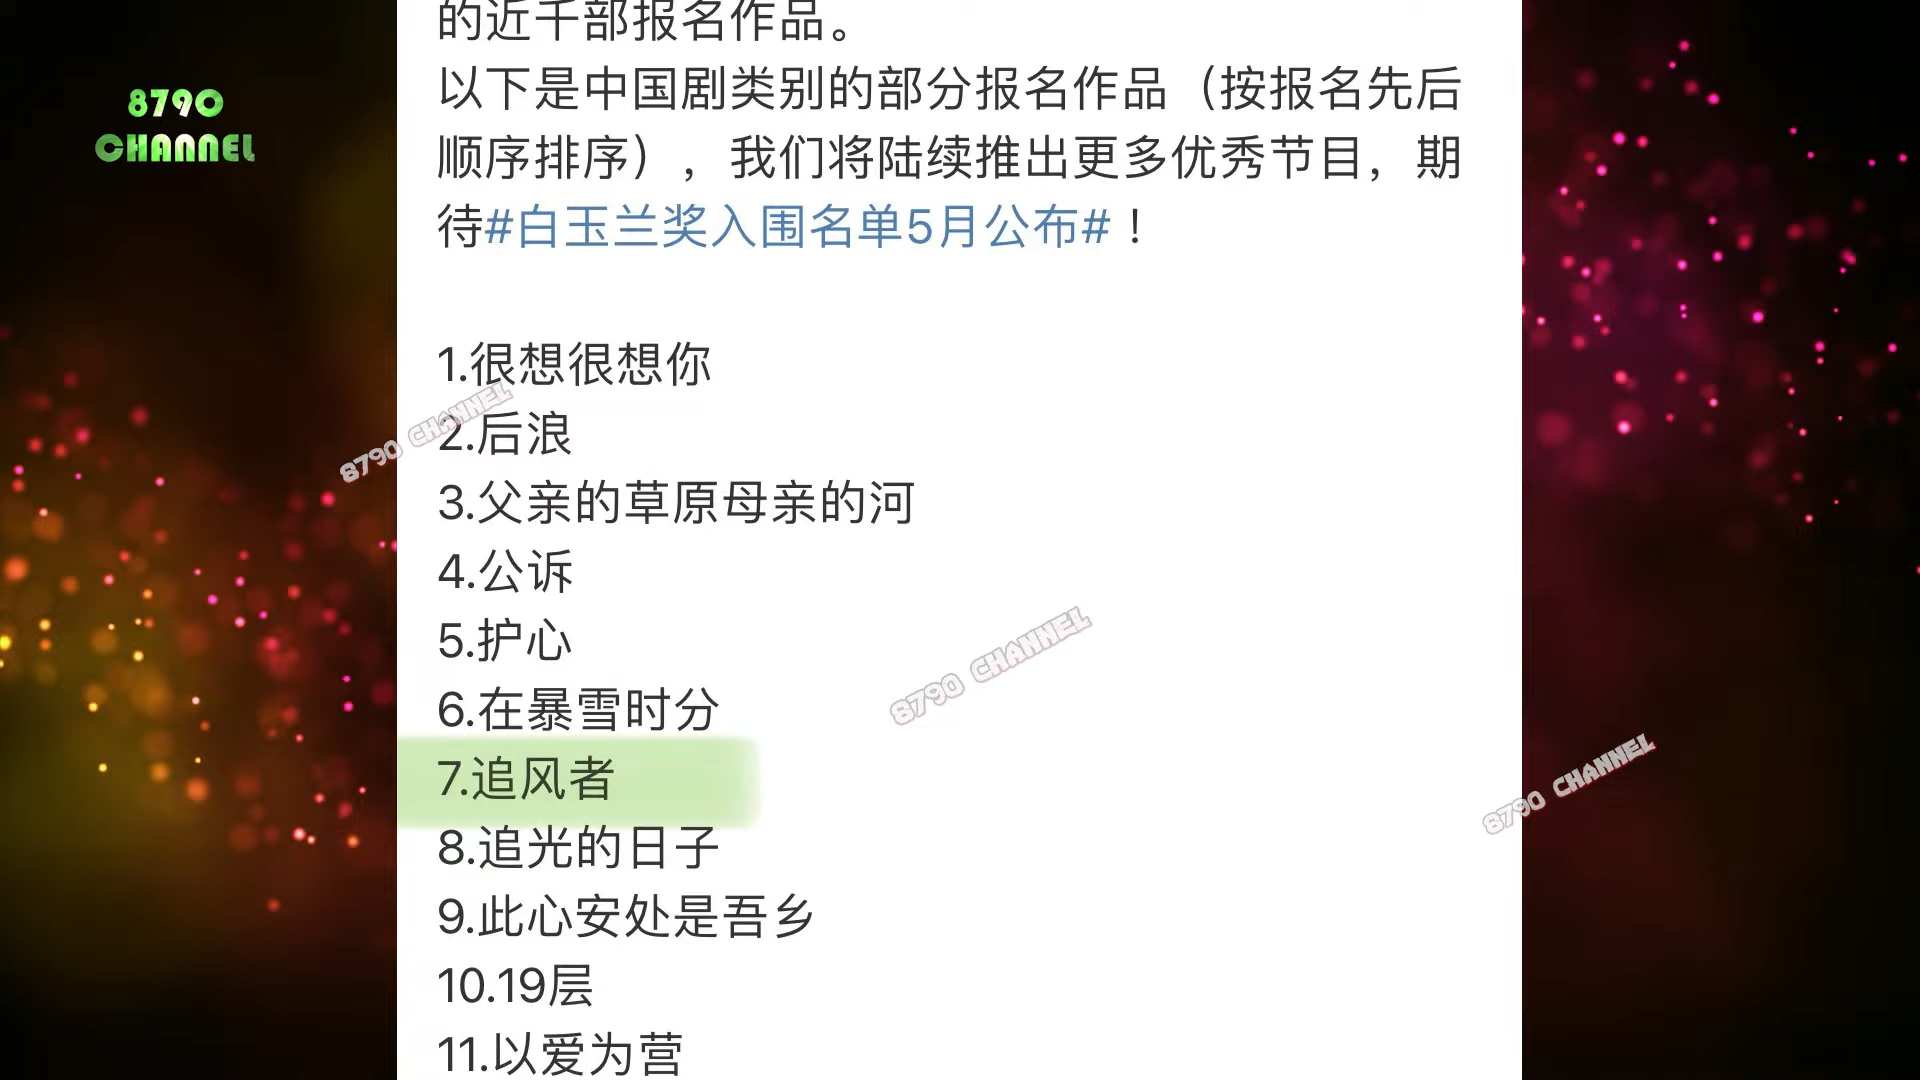 8790
CHANNEL
的近千部报名作品。
以下是中国剧类别的部分报名作品（按报名先后
顺序排序），我们将陆续推出更多优秀节目，期
待#白玉兰奖入围名单5月公布#！
1.很想很想你
2.后浪
3.父亲的草原母亲的河
4.公诉
5.护心
6.在暴雪时分
7.追风者
8.追光的日子
9.此心安处是吾乡
10.19层
11.以爱为营
8790 CHANNEL
8790 CHANNEL
8790 CHANNEL